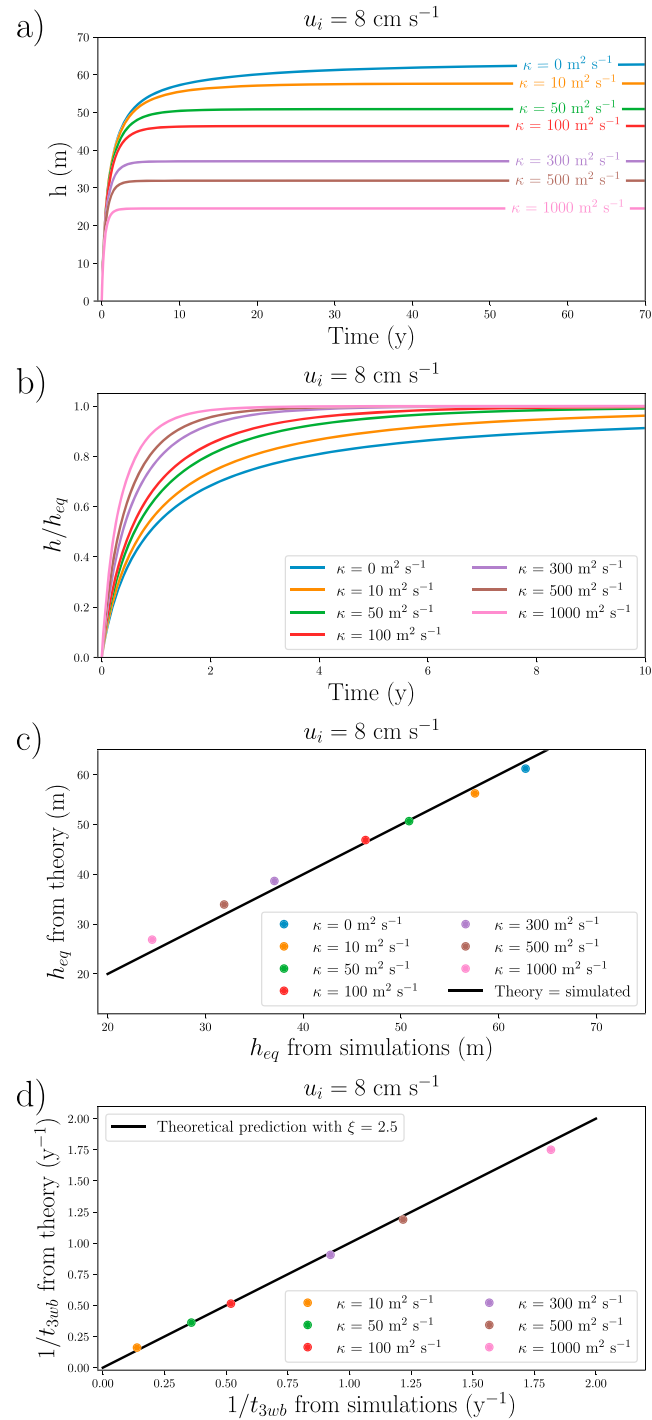 a)
u_i = 8 cm s⁻¹
70
60
50
40
30
20
10
0
h (m)
κ = 0 m² s⁻¹
κ = 10 m² s⁻¹
κ = 50 m² s⁻¹
κ = 100 m² s⁻¹
κ = 300 m² s⁻¹
κ = 500 m² s⁻¹
κ = 1000 m² s⁻¹
0 10 20 30 40 50 60 70
Time (y)
b)
u_i = 8 cm s⁻¹
1.0
0.8
0.6
0.4
0.2
0.0
h/h_eq
κ = 0 m² s⁻¹
κ = 10 m² s⁻¹
κ = 50 m² s⁻¹
κ = 100 m² s⁻¹
κ = 300 m² s⁻¹
κ = 500 m² s⁻¹
κ = 1000 m² s⁻¹
0 2 4 6 8 10
Time (y)
c)
u_i = 8 cm s⁻¹
60
50
40
30
20
h_eq from theory (m)
κ = 0 m² s⁻¹
κ = 10 m² s⁻¹
κ = 50 m² s⁻¹
κ = 100 m² s⁻¹
κ = 300 m² s⁻¹
κ = 500 m² s⁻¹
κ = 1000 m² s⁻¹
Theory = simulated
20 30 40 50 60 70
h_eq from simulations (m)
d)
u_i = 8 cm s⁻¹
Theoretical prediction with ξ = 2.5
2.00
1.75
1.50
1.25
1.00
0.75
0.50
0.25
0.00
1/t_3wb from theory (y⁻¹)
κ = 10 m² s⁻¹
κ = 50 m² s⁻¹
κ = 100 m² s⁻¹
κ = 300 m² s⁻¹
κ = 500 m² s⁻¹
κ = 1000 m² s⁻¹
0.00 0.25 0.50 0.75 1.00 1.25 1.50 1.75 2.00
1/t_3wb from simulations (y⁻¹)